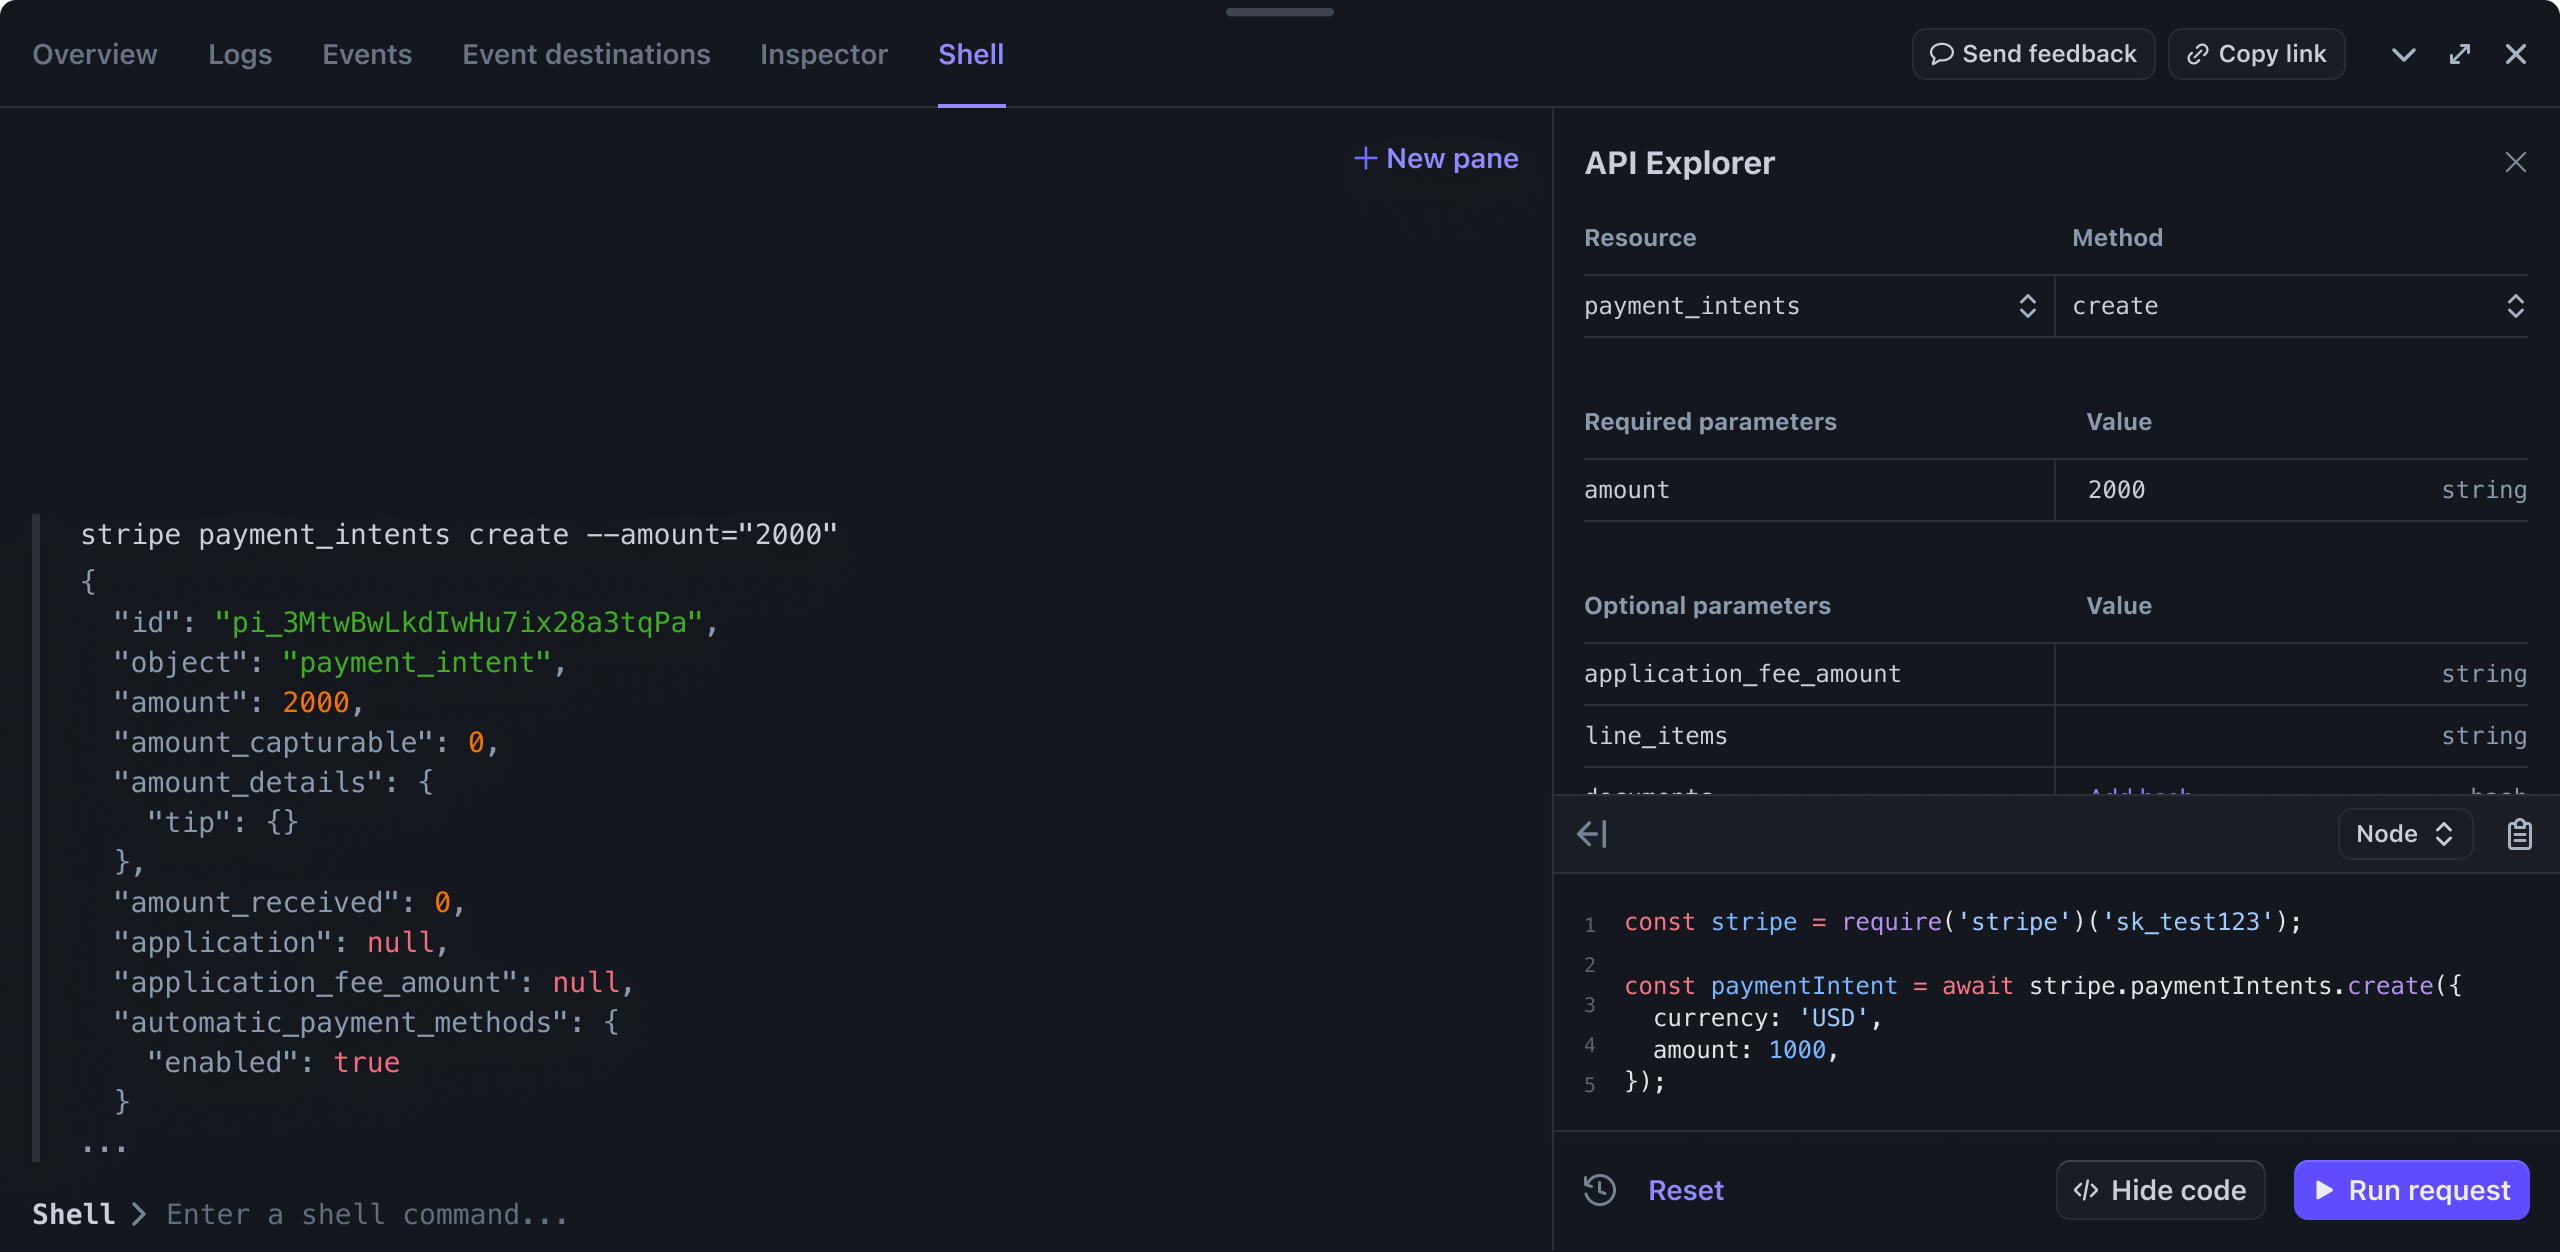 Overview Logs Events Event destinations Inspector Shell Send feedback Copy link
New pane
stripe payment_intents create --amount="2000"
{
  "id": "pi_3MtwBwLkdIwHu7ix28a3tqPa",
  "object": "payment_intent",
  "amount": 2000,
  "amount_capturable": 0,
  "amount_details": {
    "tip": {}
  },
  "amount_received": 0,
  "application": null,
  "application_fee_amount": null,
  "automatic_payment_methods": {
    "enabled": true
  }
...
Shell Enter a shell command...
API Explorer
Resource Method
payment_intents create
Required parameters Value
amount 2000 string
Optional parameters Value
application_fee_amount string
line_items string
documents Add hash hash
Node
1 const stripe = require('stripe')('sk_test123');
2
3 const paymentIntent = await stripe.paymentIntents.create({
4   currency: 'USD',
5   amount: 1000,
});
Reset Hide code Run request